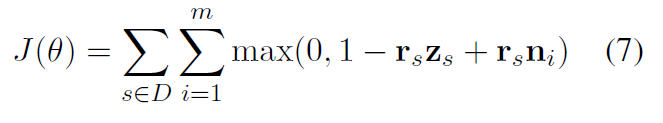 J(θ) = ∑_{s∈D} ∑_{i=1}^{m} max(0, 1 − r_s z_s + r_s n_i) (7)